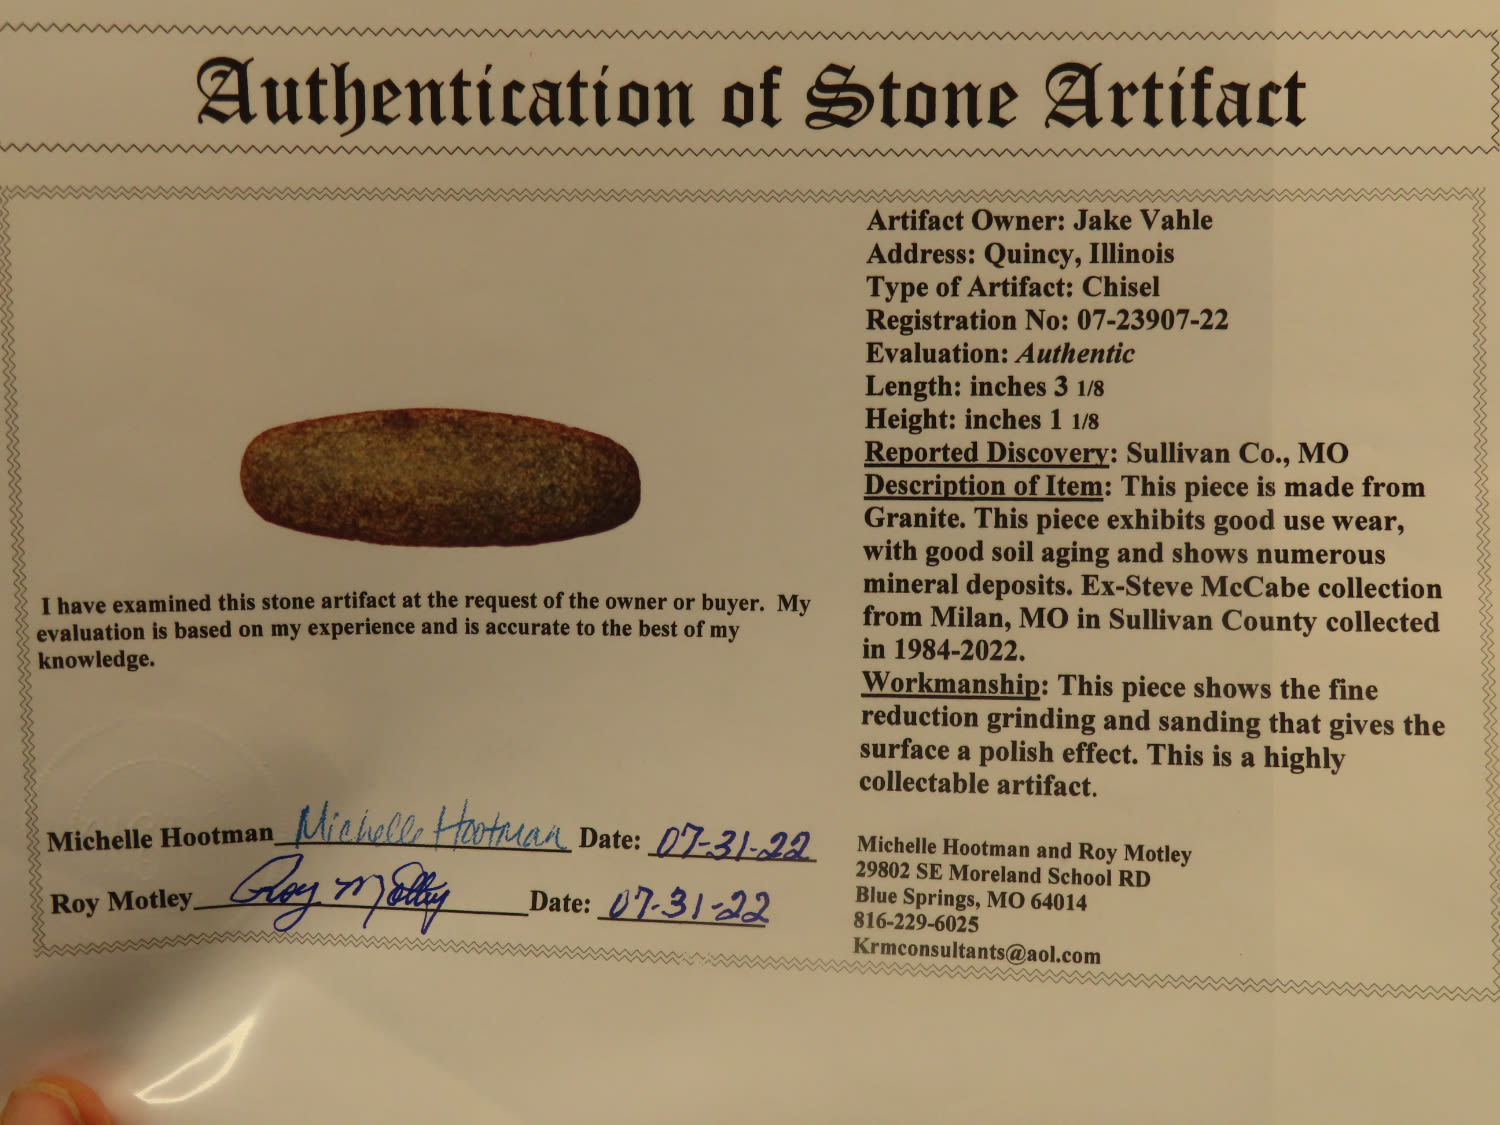 Authentication of Stone Artifact
Artifact Owner: Jake Vahle
Address: Quincy, Illinois
Type of Artifact: Chisel
Registration No: 07-23907-22
Evaluation: Authentic
Length: inches 3 1/8
Height: inches 1 1/8
Reported Discovery: Sullivan Co., MO
Description of Item: This piece is made from
Granite. This piece exhibits good use wear,
with good soil aging and shows numerous
mineral deposits. Ex-Steve McCabe collection
from Milan, MO in Sullivan County collected
in 1984-2022.
Workmanship: This piece shows the fine
reduction grinding and sanding that gives the
surface a polish effect. This is a highly
collectable artifact.
I have examined this stone artifact at the request of the owner or buyer. My
evaluation is based on my experience and is accurate to the best of my
knowledge.
Michelle Hootman Michelle Hootman Date: 07-31-22
Roy Motley Roy Motley Date: 07-31-22
Michelle Hootman and Roy Motley
29802 SE Moreland School RD
Blue Springs, MO 64014
816-229-6025
Krmconsultants@aol.com